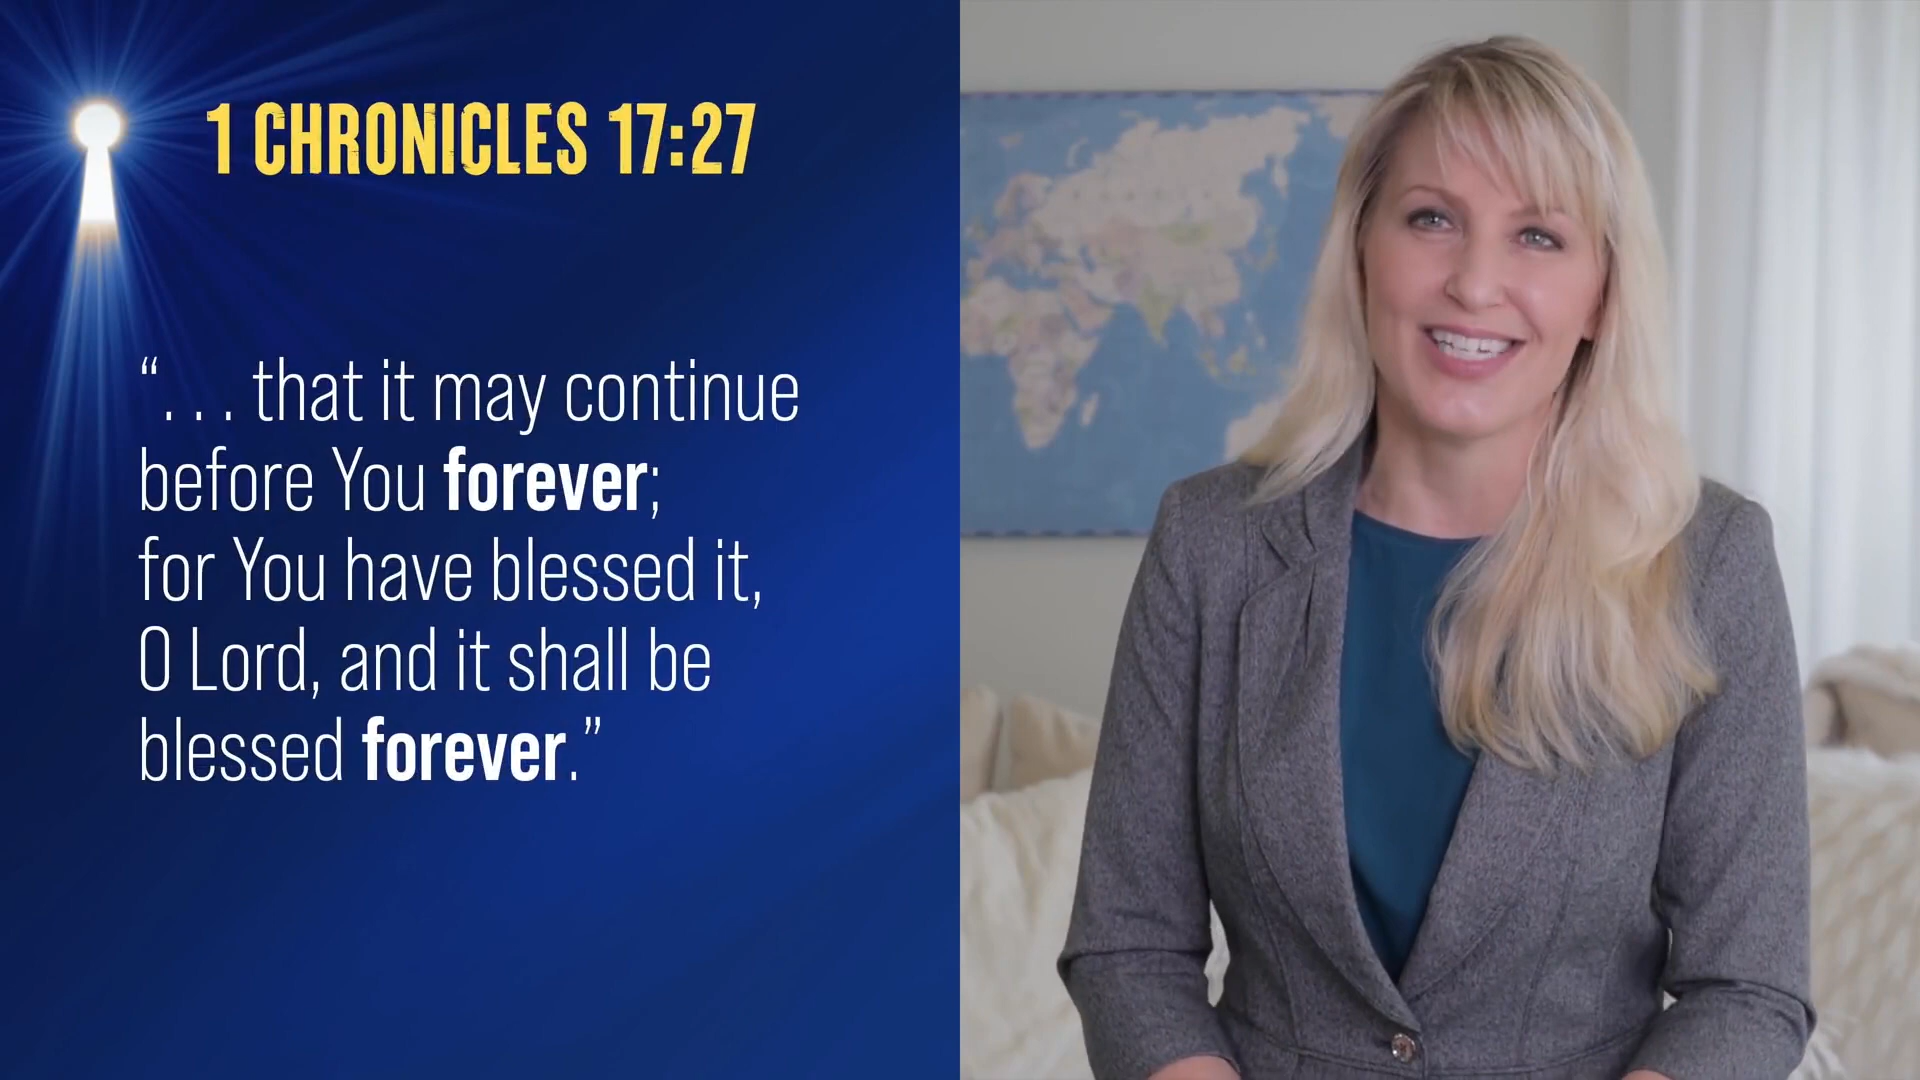 1 CHRONICLES 17:27
“. . . that it may continue
before You forever;
for You have blessed it,
O Lord, and it shall be
blessed forever.”